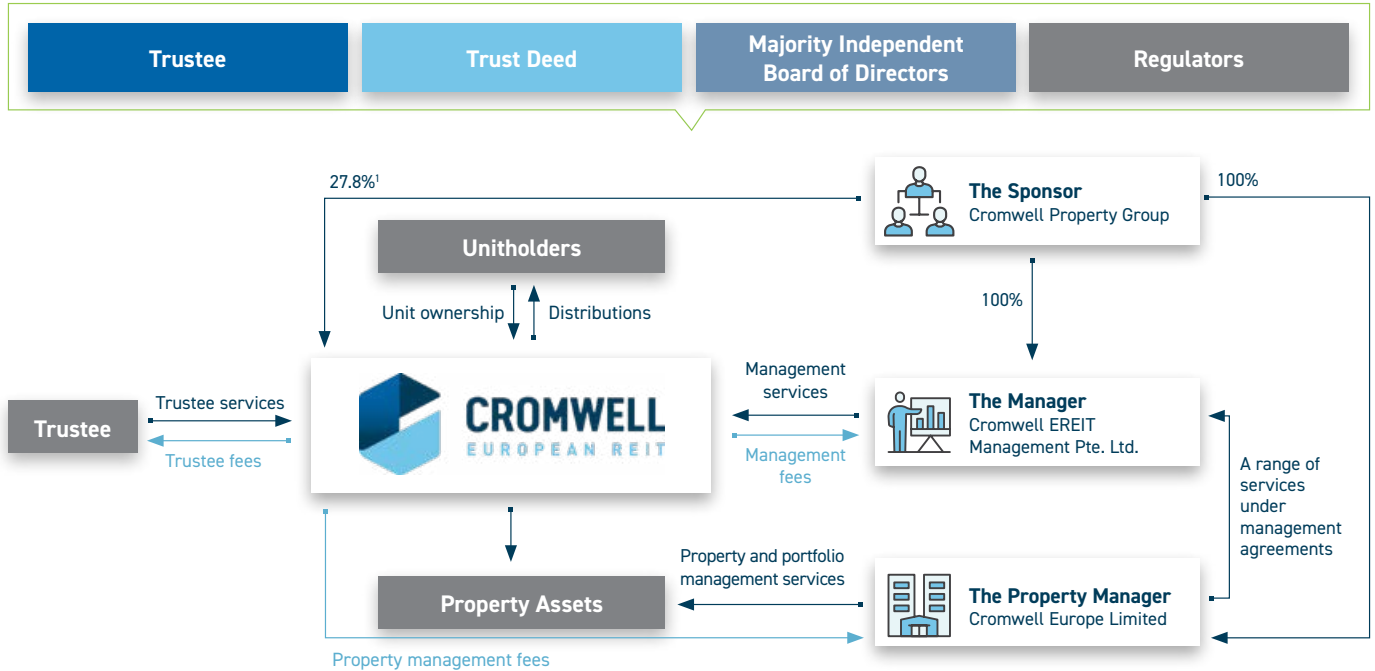 Trustee
Trust Deed
Majority Independent
Board of Directors
Regulators
27.8%¹
The Sponsor
Cromwell Property Group
100%
Unitholders
100%
Unit ownership
Distributions
Management
services
CROMWELL
EUROPEAN REIT
The Manager
Cromwell EREIT
Management Pte. Ltd.
Trustee
Trustee services
Trustee fees
Management
fees
A range of
services
under
management
agreements
Property and portfolio
management services
Property Assets
The Property Manager
Cromwell Europe Limited
Property management fees